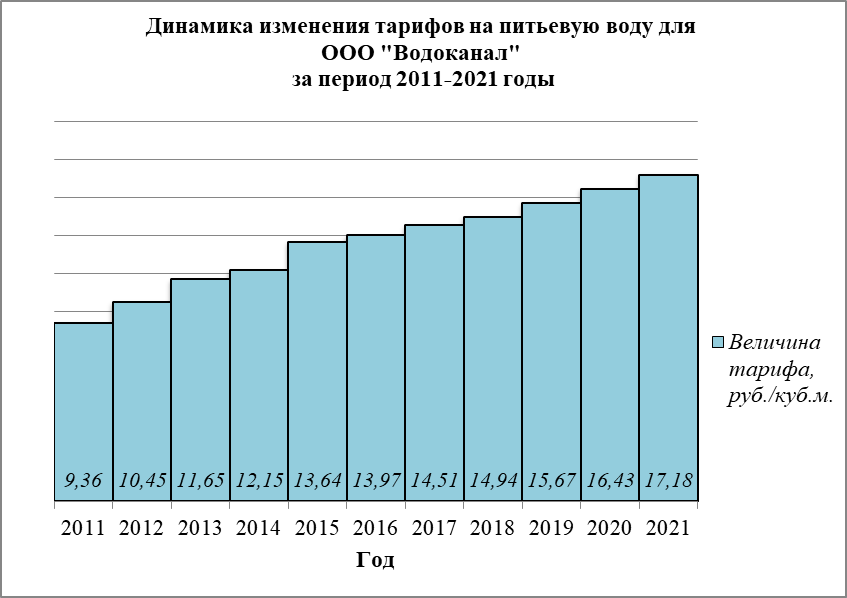 Динамика изменения тарифов на питьевую воду для
ООО "Водоканал"
за период 2011-2021 годы
9,36 10,45 11,65 12,15 13,64 13,97 14,51 14,94 15,67 16,43 17,18
2011 2012 2013 2014 2015 2016 2017 2018 2019 2020 2021
Год
Величина
тарифа,
руб./куб.м.